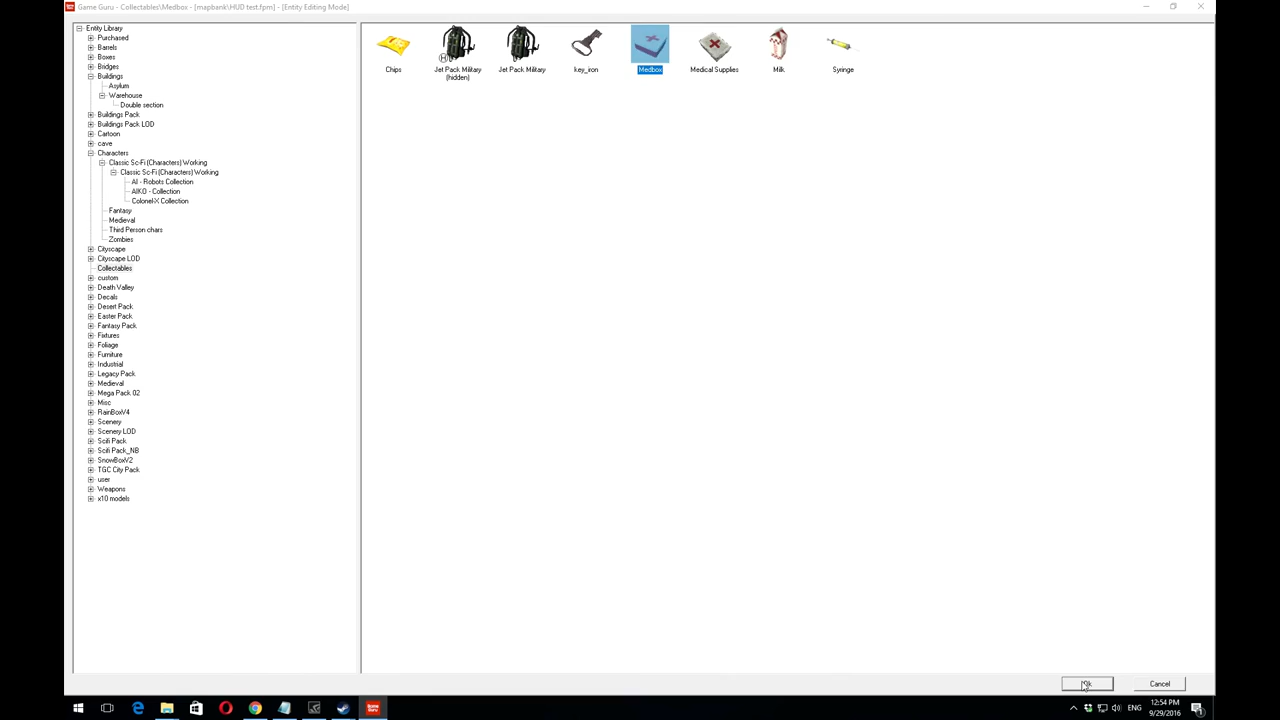 Game Guru - Collectables\Medbox - [mapbank\HUD test.fpm] - [Entity Editing Mode]
Entity Library
Purchased
Barrels
Boxes
Bridges
Buildings
Asylum
Warehouse
Double section
Buildings Pack
Buildings Pack LOD
Cartoon
cave
Characters
Classic Sc-Fi (Characters) Working
Classic Sc-Fi (Characters) Working
AI - Robots Collection
AIKO - Collection
Colonel-X Collection
Fantasy
Medieval
Third Person chars
Zombies
Cityscape
Cityscape LOD
Collectables
custom
Death Valley
Decals
Desert Pack
Easter Pack
Fantasy Pack
Fixtures
Foliage
Furniture
Industrial
Legacy Pack
Medieval
Mega Pack 02
Misc
RainBoxV4
Scenery
Scenery LOD
Scifi Pack
Scifi Pack_NB
SnowBoxV2
TGC City Pack
user
Weapons
x10 models
Chips
Jet Pack Military (hidden)
Jet Pack Military
key_iron
Medbox
Medical Supplies
Milk
Syringe
Cancel
ENG
12:54 PM
9/29/2016